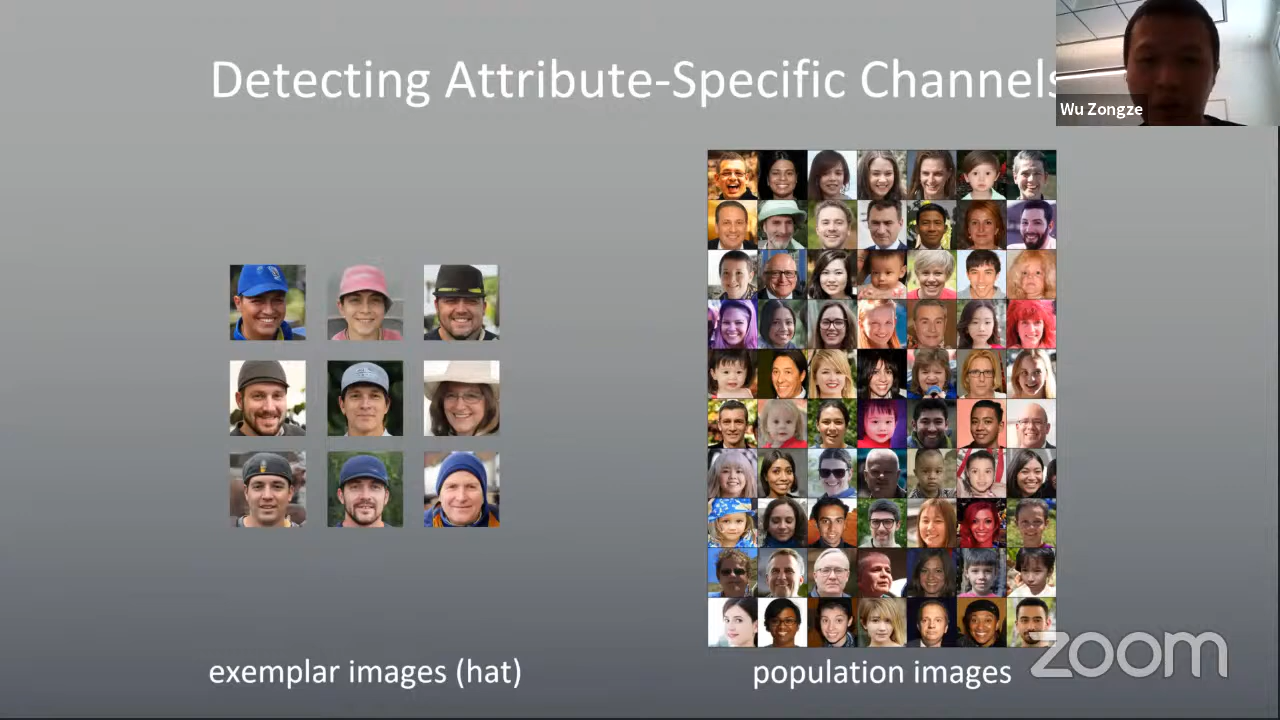 Detecting Attribute-Specific Channels
Wu Zongze
exemplar images (hat)
population images
zoom